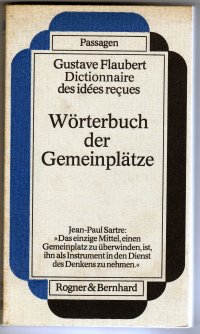 Passagen
Gustave Flaubert
Dictionnaire
des idées reçues
Wörterbuch
der
Gemeinplätze
Jean-Paul Sartre:
»Das einzige Mittel, einen
Gemeinplatz zu überwinden, ist,
ihn als Instrument in den Dienst
des Denkens zu nehmen.«
Rogner & Bernhard